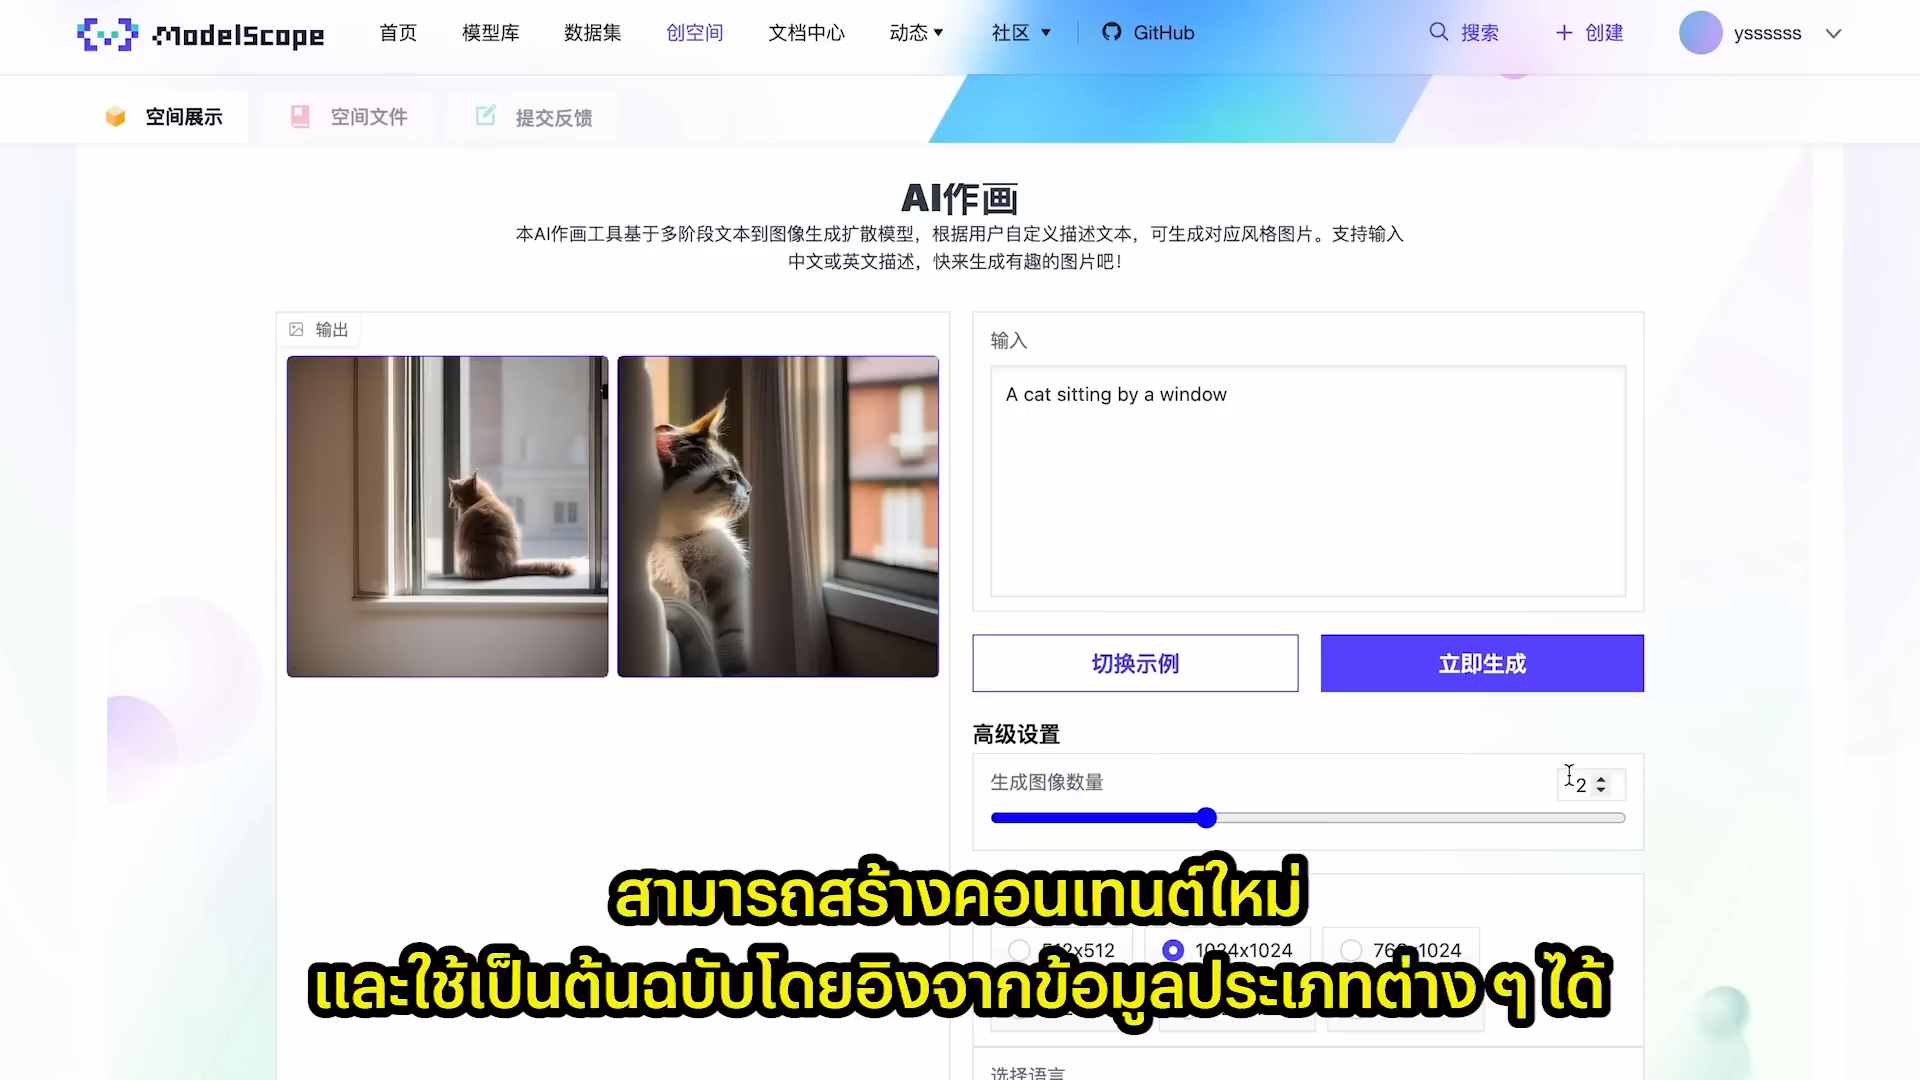 ModelScope
首页
模型库
数据集
创空间
文档中心
动态
社区
GitHub
搜索
创建
yssssss
空间展示
空间文件
提交反馈
AI作画
本AI作画工具基于多阶段文本到图像生成扩散模型，根据用户自定义描述文本，可生成对应风格图片。支持输入
中文或英文描述，快来生成有趣的图片吧！
输出
输入
A cat sitting by a window
切换示例
立即生成
高级设置
生成图像数量
2
สามารถสร้างคอนเทนต์ใหม่
512x512
1024x1024
768x1024
และใช้เป็นต้นฉบับโดยอิงจากข้อมูลประเภทต่าง ๆ ได้
选择语言